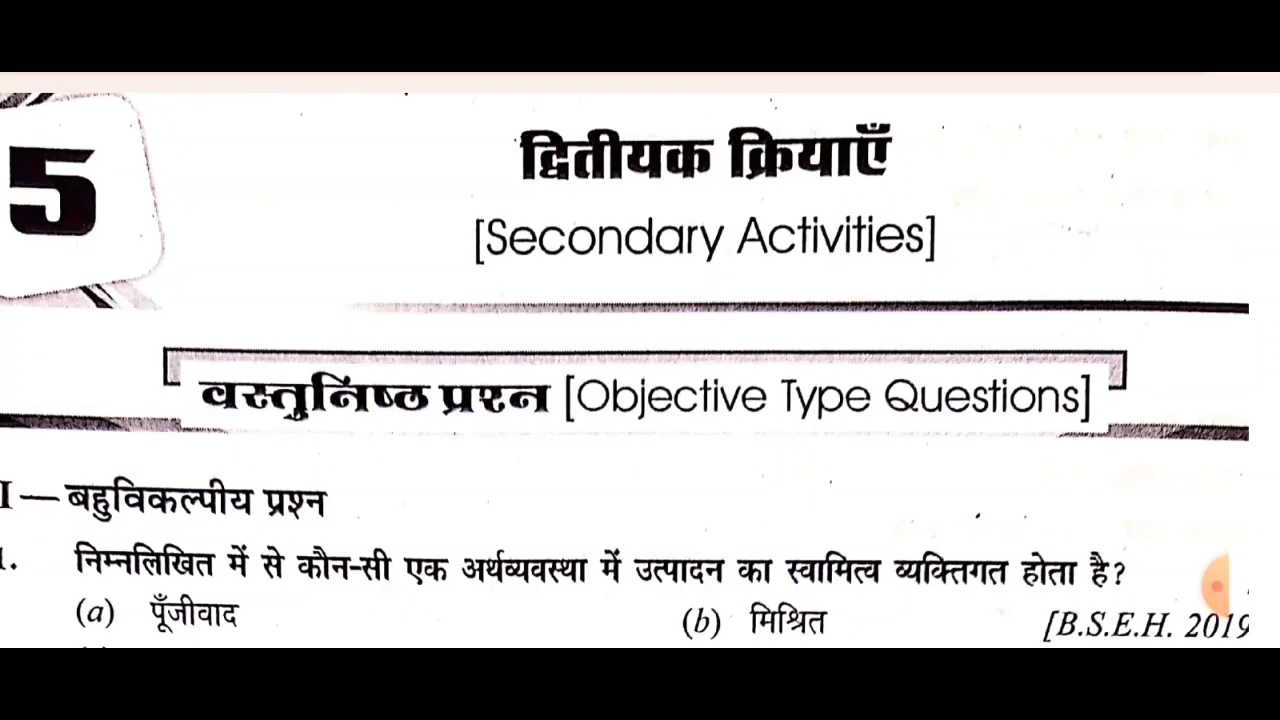 5
द्वितीयक क्रियाएँ
[Secondary Activities]
वस्तुनिष्ठ प्रश्न [Objective Type Questions]
I — बहुविकल्पीय प्रश्न
1. निम्नलिखित में से कौन-सी एक अर्थव्यवस्था में उत्पादन का स्वामित्व व्यक्तिगत होता है?
(a) पूँजीवाद (b) मिश्रित [B.S.E.H. 2019